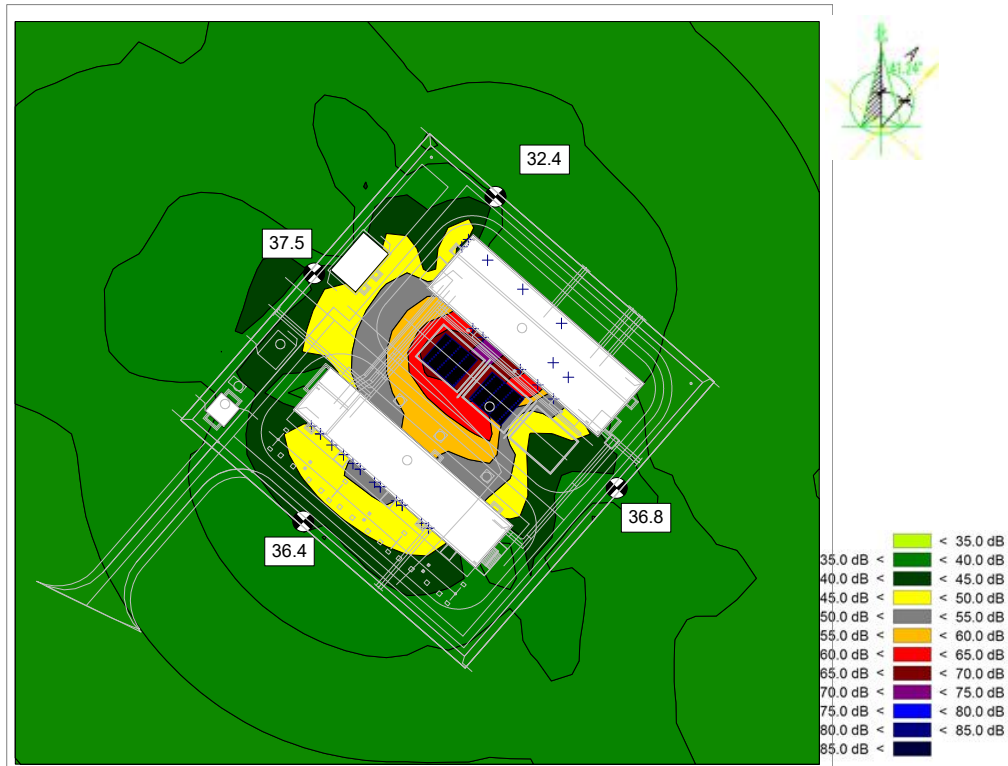 41.24°
32.4
37.5
36.8
36.4
< 35.0 dB
35.0 dB < < 40.0 dB
40.0 dB < < 45.0 dB
45.0 dB < < 50.0 dB
50.0 dB < < 55.0 dB
55.0 dB < < 60.0 dB
60.0 dB < < 65.0 dB
65.0 dB < < 70.0 dB
70.0 dB < < 75.0 dB
75.0 dB < < 80.0 dB
80.0 dB < < 85.0 dB
85.0 dB <